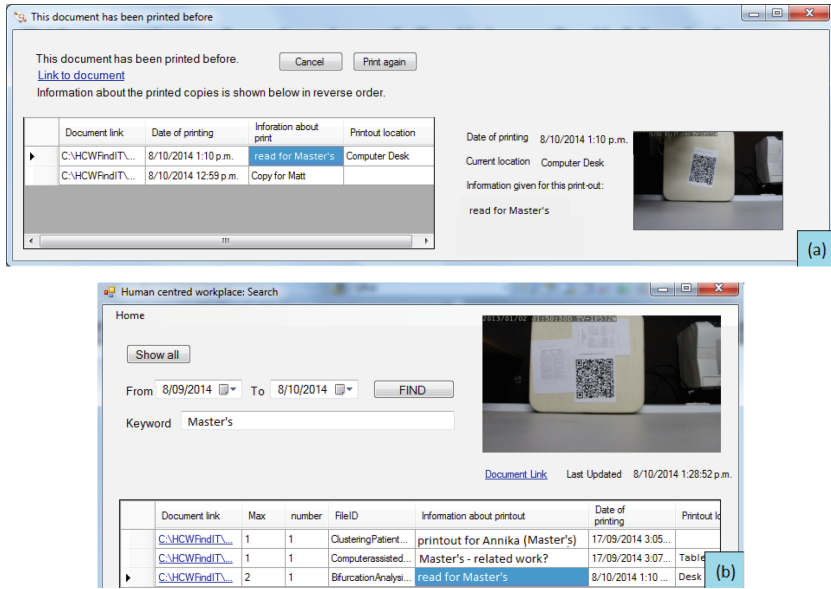 This document has been printed before
This document has been printed before.
Cancel
Print again
Link to document
Information about the printed copies is shown below in reverse order.
Document link Date of printing Inforation about print Printout location
C:\HCWFindIT\... 8/10/2014 1:10 p.m. read for Master's Computer Desk
C:\HCWFindIT\... 8/10/2014 12:59 p.m. Copy for Matt
Date of printing 8/10/2014 1:10 p.m.
Current location Computer Desk
Information given for this print-out:
read for Master's
(a)
Human centred workplace: Search
Home
Show all
From 8/09/2014 To 8/10/2014 FIND
Keyword Master's
2013/01/02
Document Link Last Updated 8/10/2014 1:28:52 p.m.
Document link Max number FileID Information about printout Date of printing Printout lo
C:\HCWFindIT\... 1 1 ClusteringPatient... printout for Annika (Master's) 17/09/2014 3:05...
C:\HCWFindIT\... 1 1 Computerassisted... Master's - related work? 17/09/2014 3:07... Table
C:\HCWFindIT\... 2 1 BifurcationAnalysi... read for Master's 8/10/2014 1:10 ... Desk
(b)